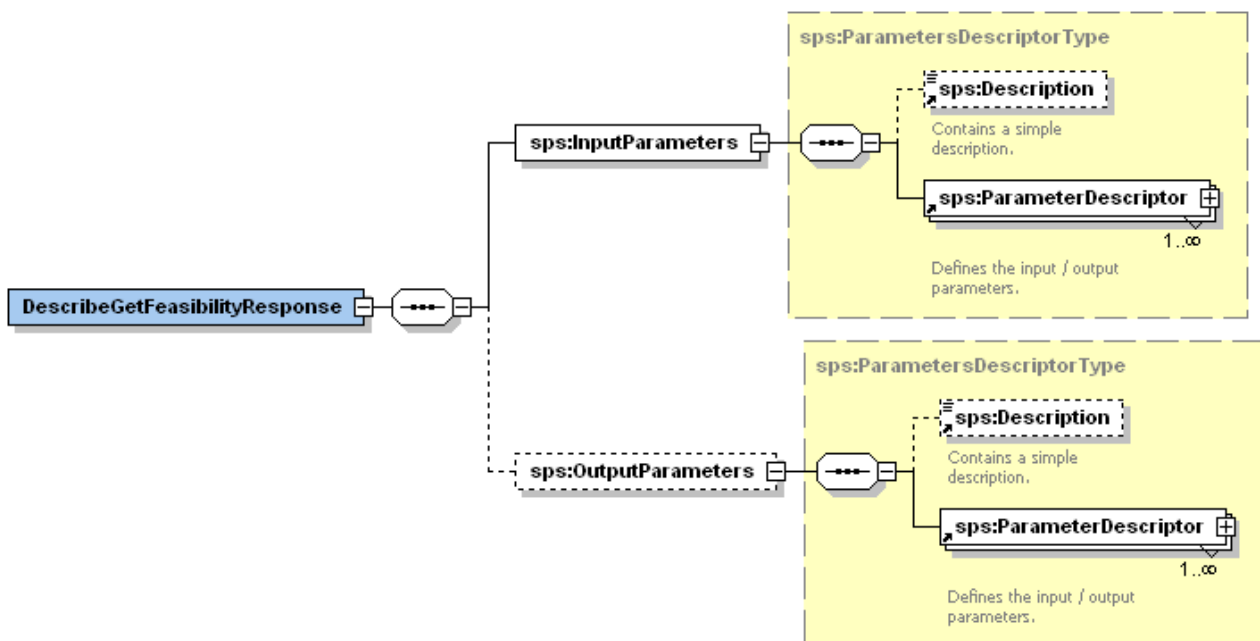 sps:ParametersDescriptorType
sps:Description
Contains a simple
description.
sps:InputParameters
sps:ParameterDescriptor
1..∞
Defines the input / output
parameters.
DescribeGetFeasibilityResponse
sps:ParametersDescriptorType
sps:Description
Contains a simple
description.
sps:OutputParameters
sps:ParameterDescriptor
1..∞
Defines the input / output
parameters.